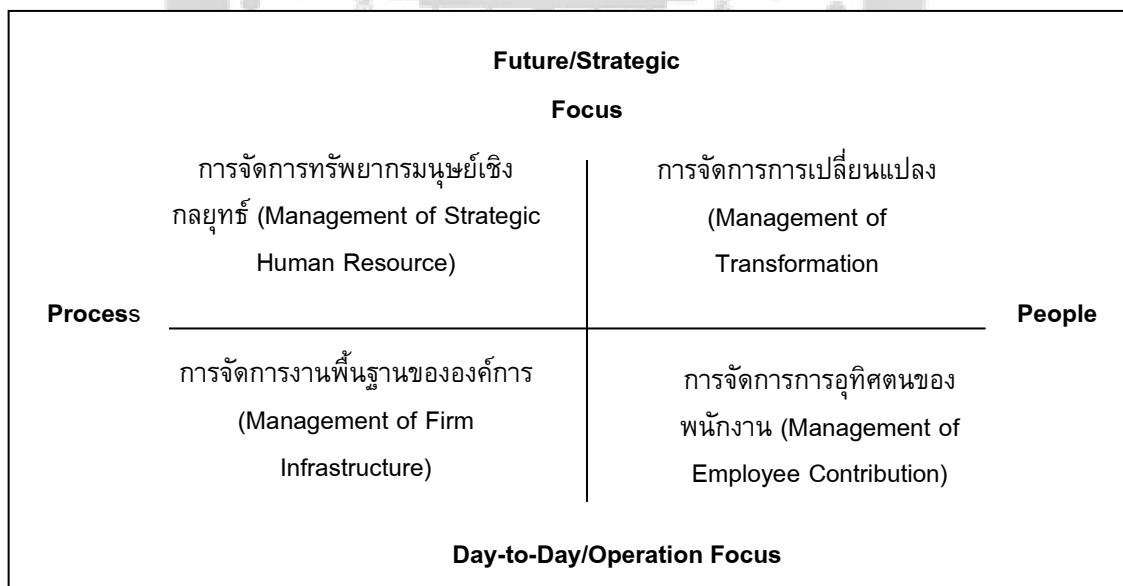 Future/Strategic
Focus
การจัดการทรัพยากรมนุษย์เชิง
กลยุทธ์ (Management of Strategic
Human Resource)
การจัดการการเปลี่ยนแปลง
(Management of
Transformation
Process
People
การจัดการงานพื้นฐานขององค์การ
(Management of Firm
Infrastructure)
การจัดการการอุทิศตนของ
พนักงาน (Management of
Employee Contribution)
Day-to-Day/Operation Focus